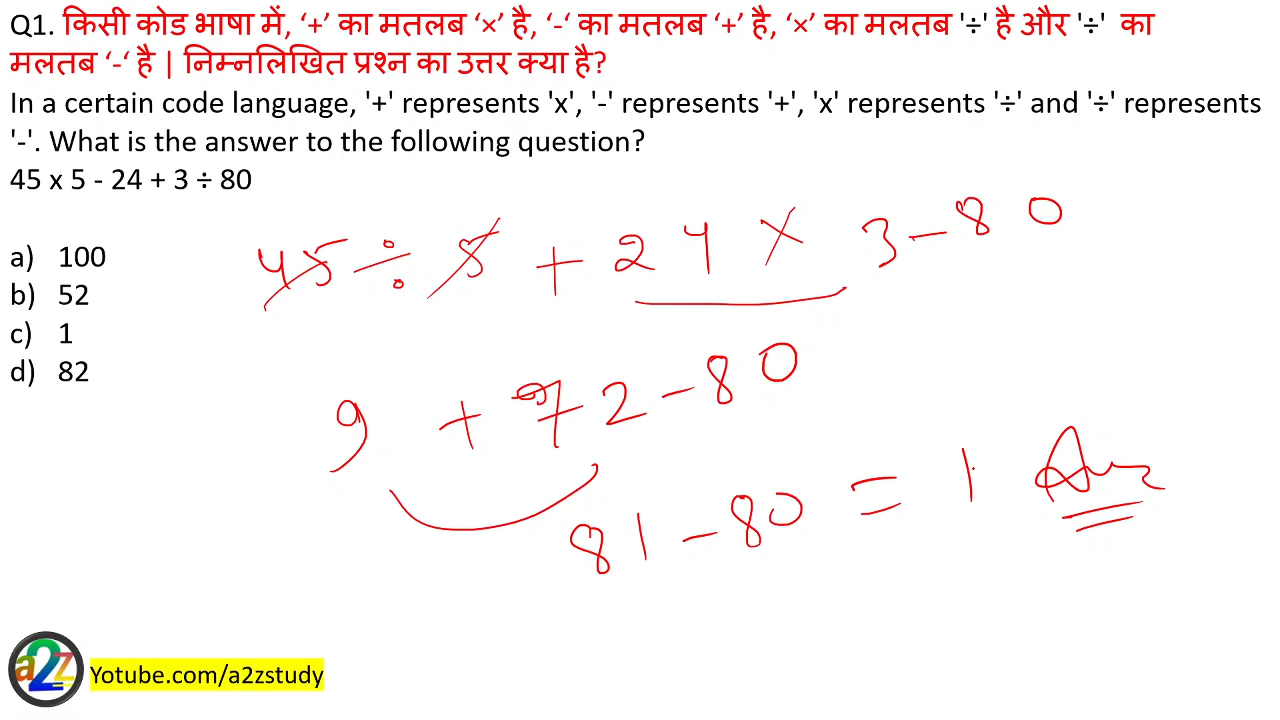 Q1. किसी कोड भाषा में, ‘+’ का मतलब ‘×’ है, ‘-‘ का मतलब ‘+’ है, ‘×’ का मलतब '÷' है और '÷'  का
मलतब ‘-‘ है | निम्नलिखित प्रश्न का उत्तर क्या है?
In a certain code language, '+' represents 'x', '-' represents '+', 'x' represents '÷' and '÷' represents
'-'. What is the answer to the following question?
45 x 5 - 24 + 3 ÷ 80
45 ÷ 5 + 24 × 3 - 80
a) 100
b) 52
c) 1
d) 82
9 + 72 - 80
81 - 80 = 1 Ans
a2z
Yotube.com/a2zstudy